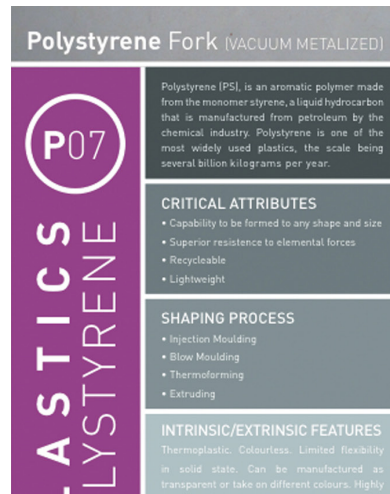 Polystyrene Fork (VACUUM METALIZED)
P07
Polystyrene (PS), is an aromatic polymer made
from the monomer styrene, a liquid hydrocarbon
that is manufactured from petroleum by the
chemical industry. Polystyrene is one of the
most widely used plastics, the scale being
several billion kilograms per year.
CRITICAL ATTRIBUTES
• Capability to be formed to any shape and size
• Superior resistance to elemental forces
• Recycleable
• Lightweight
SHAPING PROCESS
• Injection Moulding
• Blow Moulding
• Thermoforming
• Extruding
INTRINSIC/EXTRINSIC FEATURES
Thermoplastic. Colourless. Limited flexibility
in solid state. Can be manufactured as
transparent or take on different colours. Highly
LASTICS
LYSTYRENE